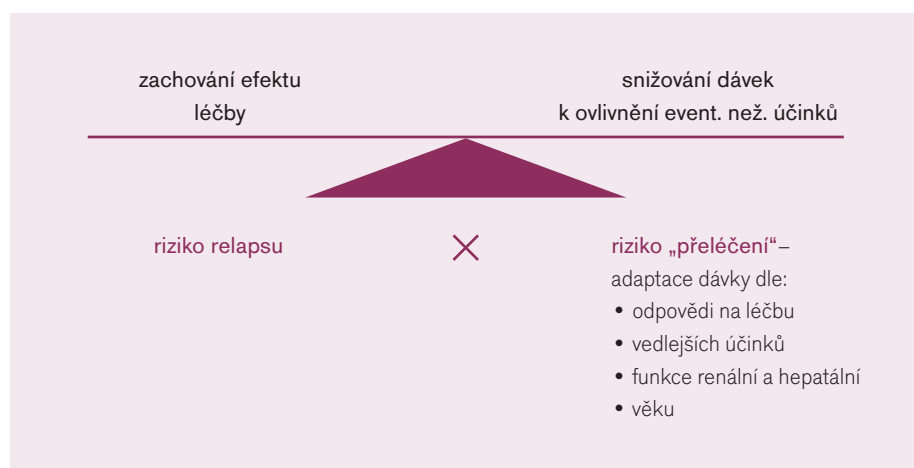 zachování efektu
léčby
snižování dávek
k ovlivnění event. než. účinků
riziko relapsu
riziko „přeléčení“–
adaptace dávky dle:
• odpovědi na léčbu
• vedlejších účinků
• funkce renální a hepatální
• věku